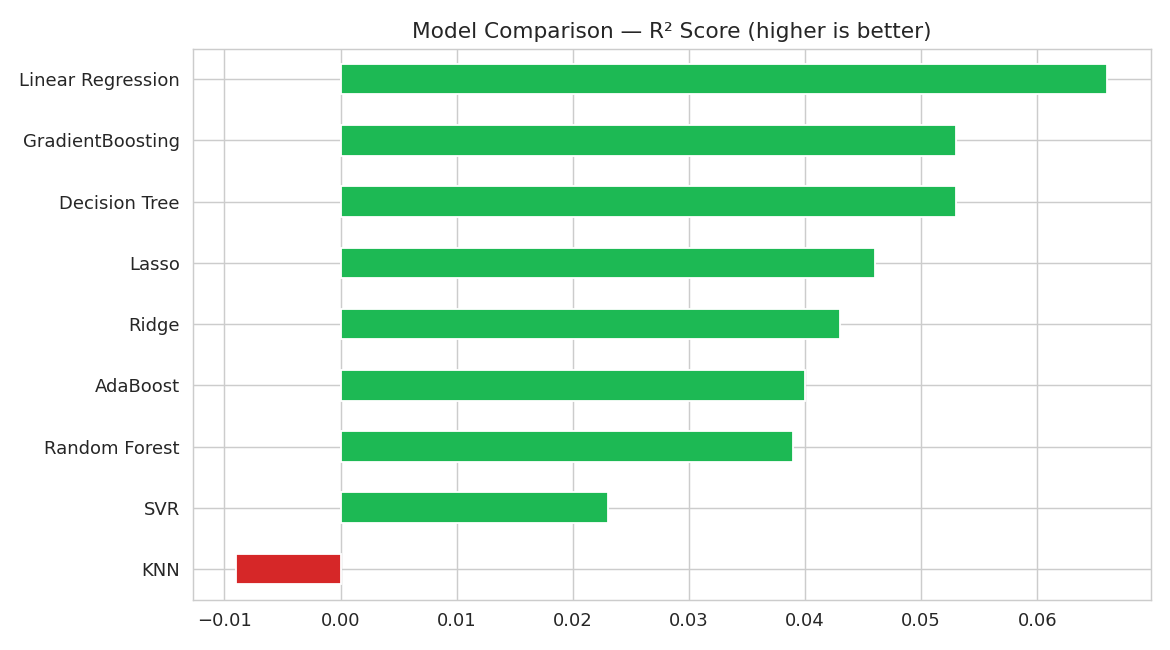 Model Comparison — R² Score (higher is better)
Linear Regression
GradientBoosting
Decision Tree
Lasso
Ridge
AdaBoost
Random Forest
SVR
KNN
−0.01 0.00 0.01 0.02 0.03 0.04 0.05 0.06